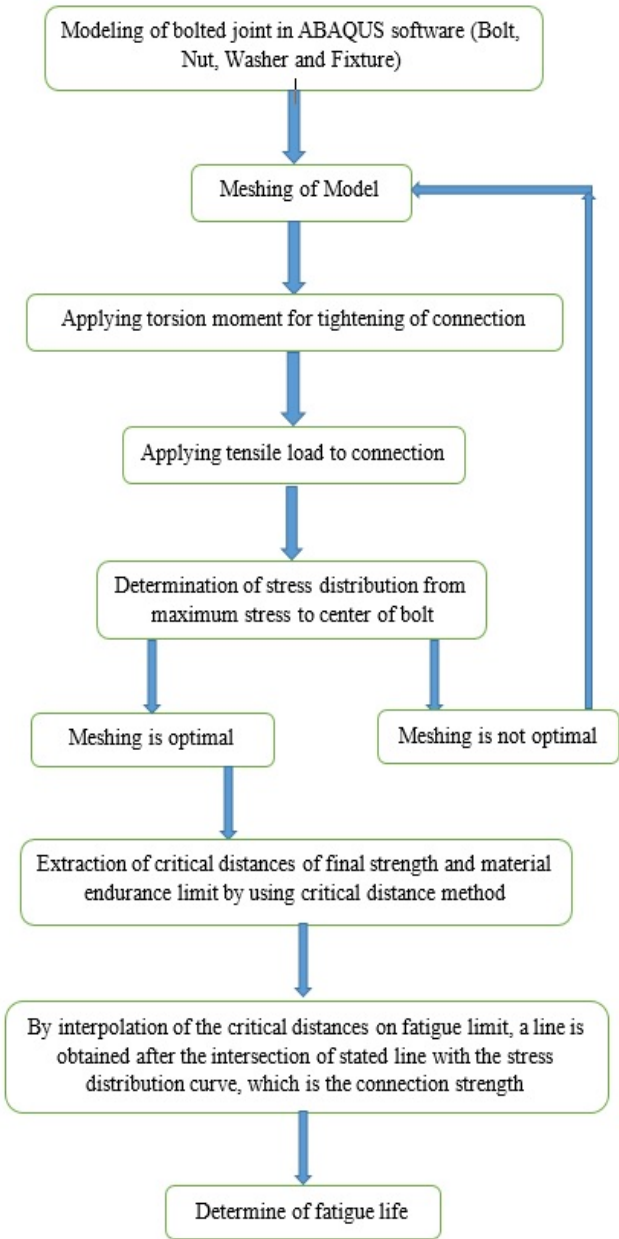 Modeling of bolted joint in ABAQUS software (Bolt,
Nut, Washer and Fixture)
Meshing of Model
Applying torsion moment for tightening of connection
Applying tensile load to connection
Determination of stress distribution from
maximum stress to center of bolt
Meshing is optimal
Meshing is not optimal
Extraction of critical distances of final strength and material
endurance limit by using critical distance method
By interpolation of the critical distances on fatigue limit, a line is
obtained after the intersection of stated line with the stress
distribution curve, which is the connection strength
Determine of fatigue life